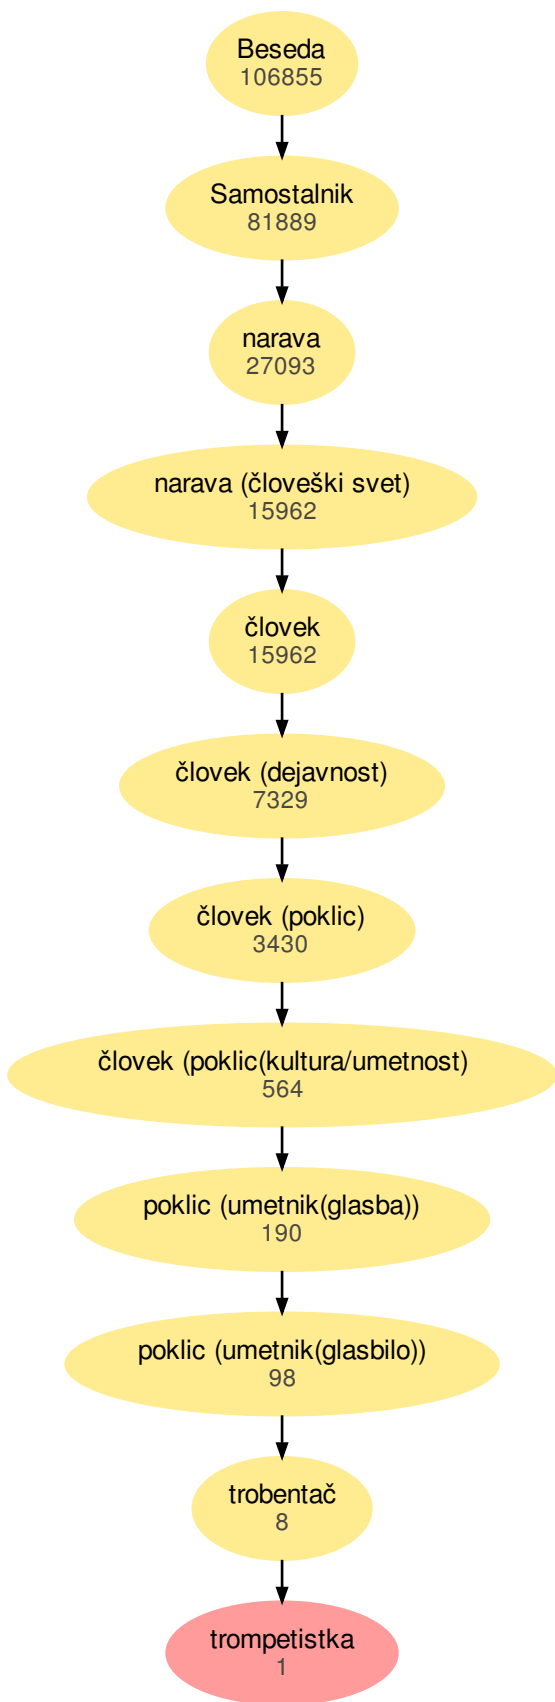 Beseda
106855
Samostalnik
81889
narava
27093
narava (človeški svet)
15962
človek
15962
človek (dejavnost)
7329
človek (poklic)
3430
človek (poklic(kultura/umetnost)
564
poklic (umetnik(glasba))
190
poklic (umetnik(glasbilo))
98
trobentač
8
trompetistka
1